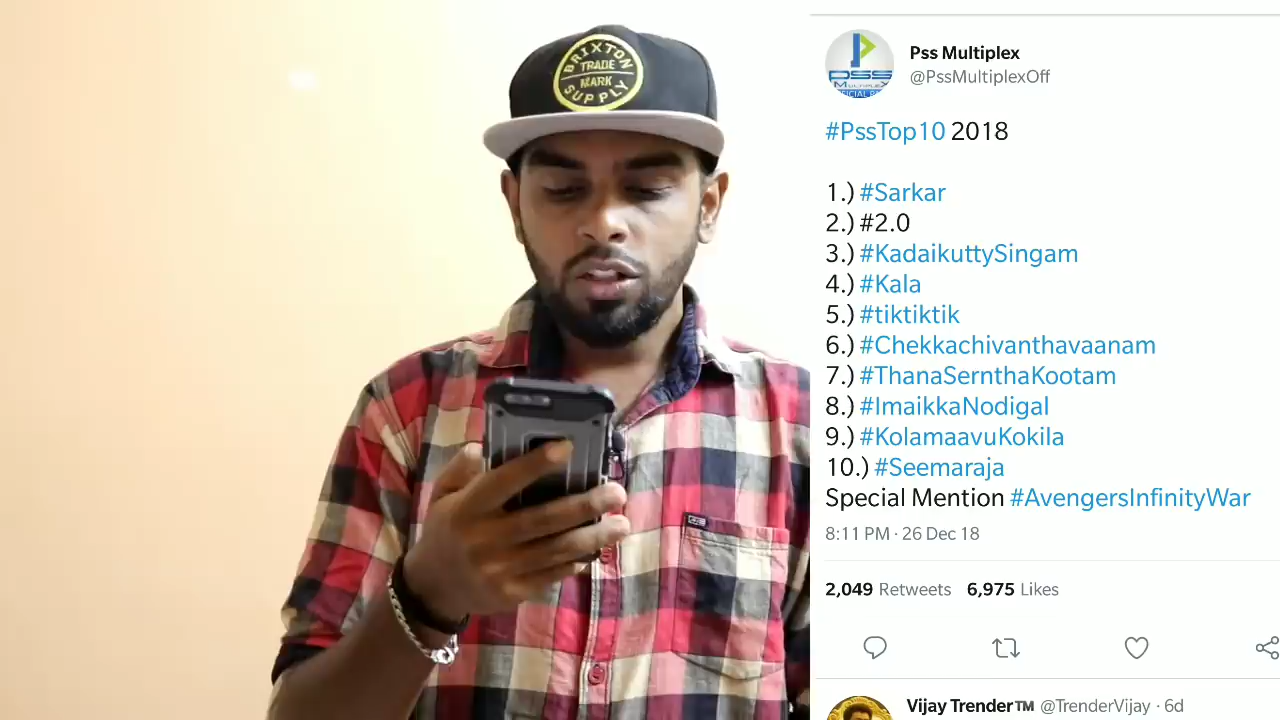 BRIXTON
TRADE
MARK
SUPPLY
PSS
Pss Multiplex
@PssMultiplexOff
#PssTop10 2018
1.) #Sarkar
2.) #2.0
3.) #KadaikuttySingam
4.) #Kala
5.) #tiktiktik
6.) #Chekkachivanthavaanam
7.) #ThanaSernthaKootam
8.) #ImaikkaNodigal
9.) #KolamaavuKokila
10.) #Seemaraja
Special Mention #AvengersInfinityWar
8:11 PM · 26 Dec 18
2,049 Retweets 6,975 Likes
Vijay Trender™ @TrenderVijay · 6d